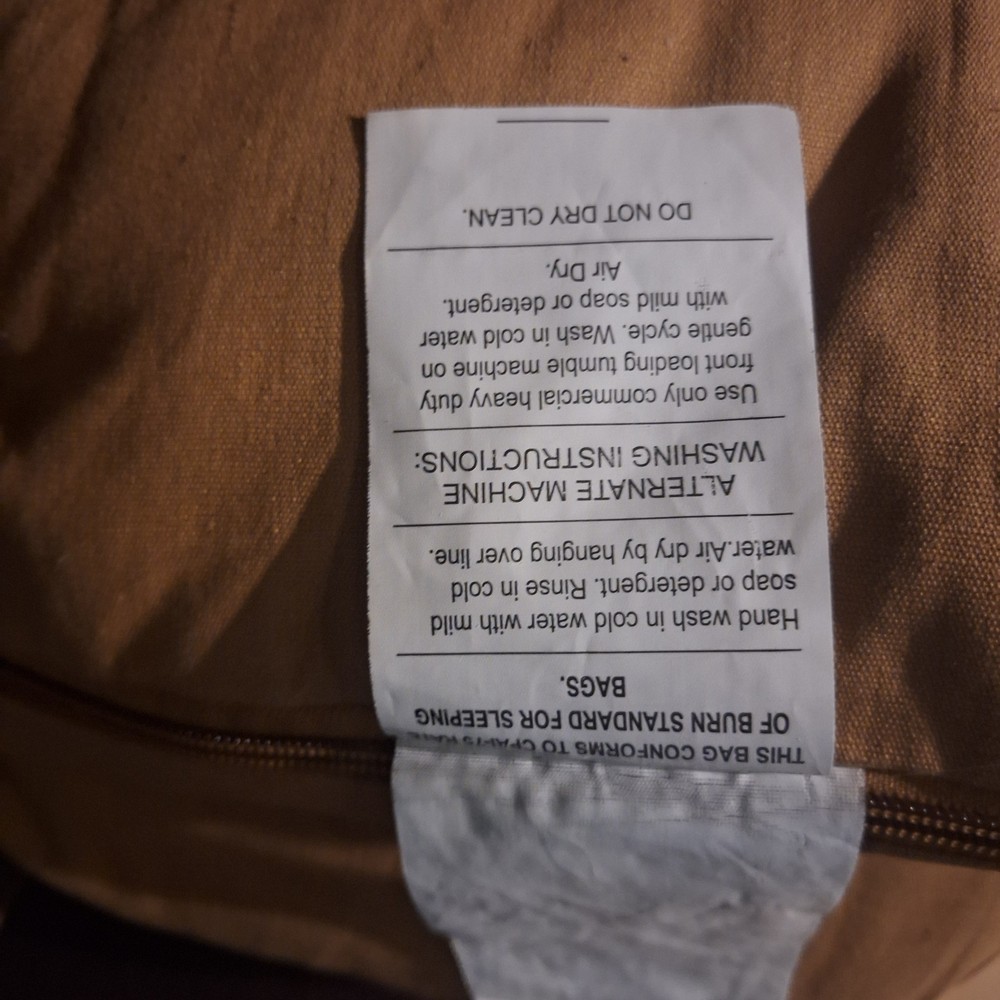 THIS BAG CONFORMS TO CPAI-75 RATE
OF BURN STANDARD FOR SLEEPING
BAGS.
Hand wash in cold water with mild
soap or detergent. Rinse in cold
water.Air dry by hanging over line.
ALTERNATE MACHINE
WASHING INSTRUCTIONS:
Use only commercial heavy duty
front loading tumble machine on
gentle cycle. Wash in cold water
with mild soap or detergent.
Air Dry.
DO NOT DRY CLEAN.